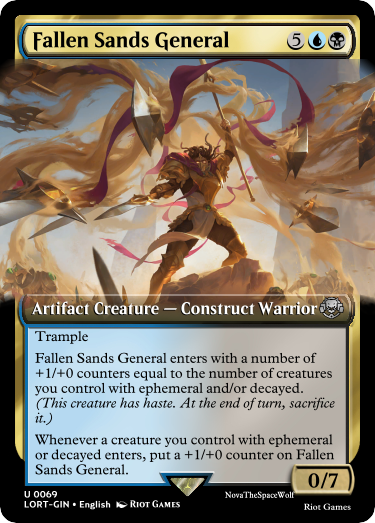 Fallen Sands General 5
Artifact Creature — Construct Warrior
Trample
Fallen Sands General enters with a number of
+1/+0 counters equal to the number of creatures
you control with ephemeral and/or decayed.
(This creature has haste. At the end of turn, sacrifice
it.)
Whenever a creature you control with ephemeral
or decayed enters, put a +1/+0 counter on Fallen
Sands General.
0/7
U 0069
LORT-GIN • English Riot Games
NovaTheSpaceWolf
Riot Games